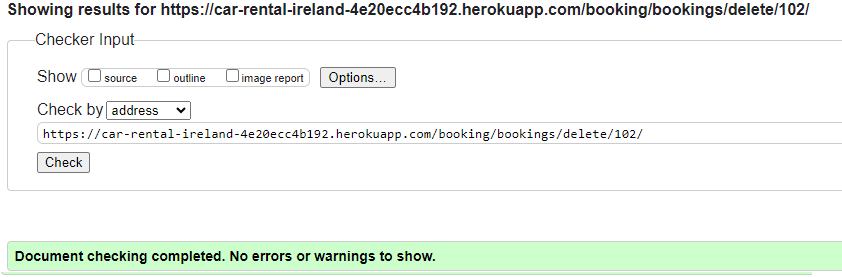 Showing results for https://car-rental-ireland-4e20ecc4b192.herokuapp.com/booking/bookings/delete/102/
Checker Input
Show source outline image report Options...
Check by address
https://car-rental-ireland-4e20ecc4b192.herokuapp.com/booking/bookings/delete/102/
Check
Document checking completed. No errors or warnings to show.